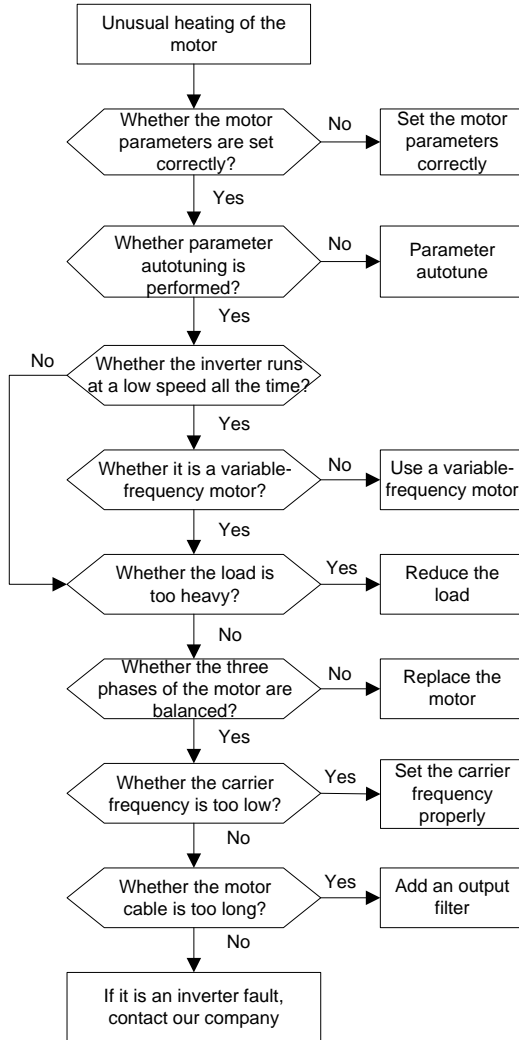 Unusual heating of the
motor
Whether the motor
parameters are set
correctly?
No
Set the motor
parameters
correctly
Yes
Whether parameter
autotuning is
performed?
No
Parameter
autotune
Yes
No
Whether the inverter runs
at a low speed all the time?
Yes
Whether it is a variable-
frequency motor?
No
Use a variable-
frequency motor
Yes
Whether the load is
too heavy?
Yes
Reduce the
load
No
Whether the three
phases of the motor are
balanced?
No
Replace the
motor
Yes
Whether the carrier
frequency is too low?
Yes
Set the carrier
frequency
properly
No
Whether the motor
cable is too long?
Yes
Add an output
filter
No
If it is an inverter fault,
contact our company